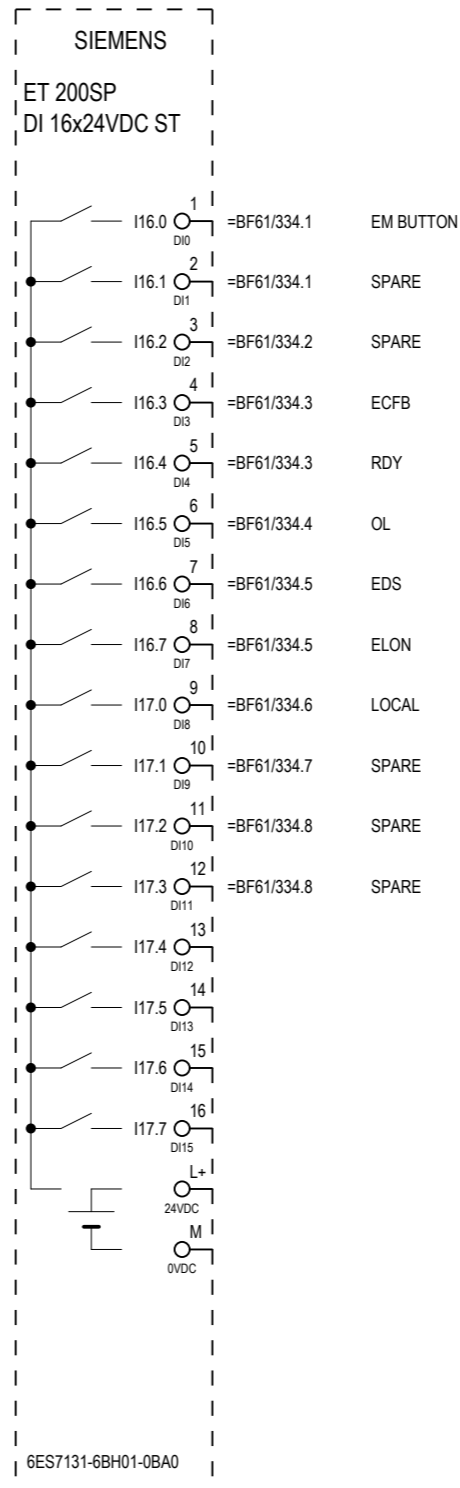 SIEMENS
ET 200SP
DI 16x24VDC ST
1
I16.0 =BF61/334.1 EM BUTTON
DI0
2
I16.1 =BF61/334.1 SPARE
DI1
3
I16.2 =BF61/334.2 SPARE
DI2
4
I16.3 =BF61/334.3 ECFB
DI3
5
I16.4 =BF61/334.3 RDY
DI4
6
I16.5 =BF61/334.4 OL
DI5
7
I16.6 =BF61/334.5 EDS
DI6
8
I16.7 =BF61/334.5 ELON
DI7
9
I17.0 =BF61/334.6 LOCAL
DI8
10
I17.1 =BF61/334.7 SPARE
DI9
11
I17.2 =BF61/334.8 SPARE
DI10
12
I17.3 =BF61/334.8 SPARE
DI11
13
I17.4
DI12
14
I17.5
DI13
15
I17.6
DI14
16
I17.7
DI15
L+
24VDC
M
0VDC
6ES7131-6BH01-0BA0